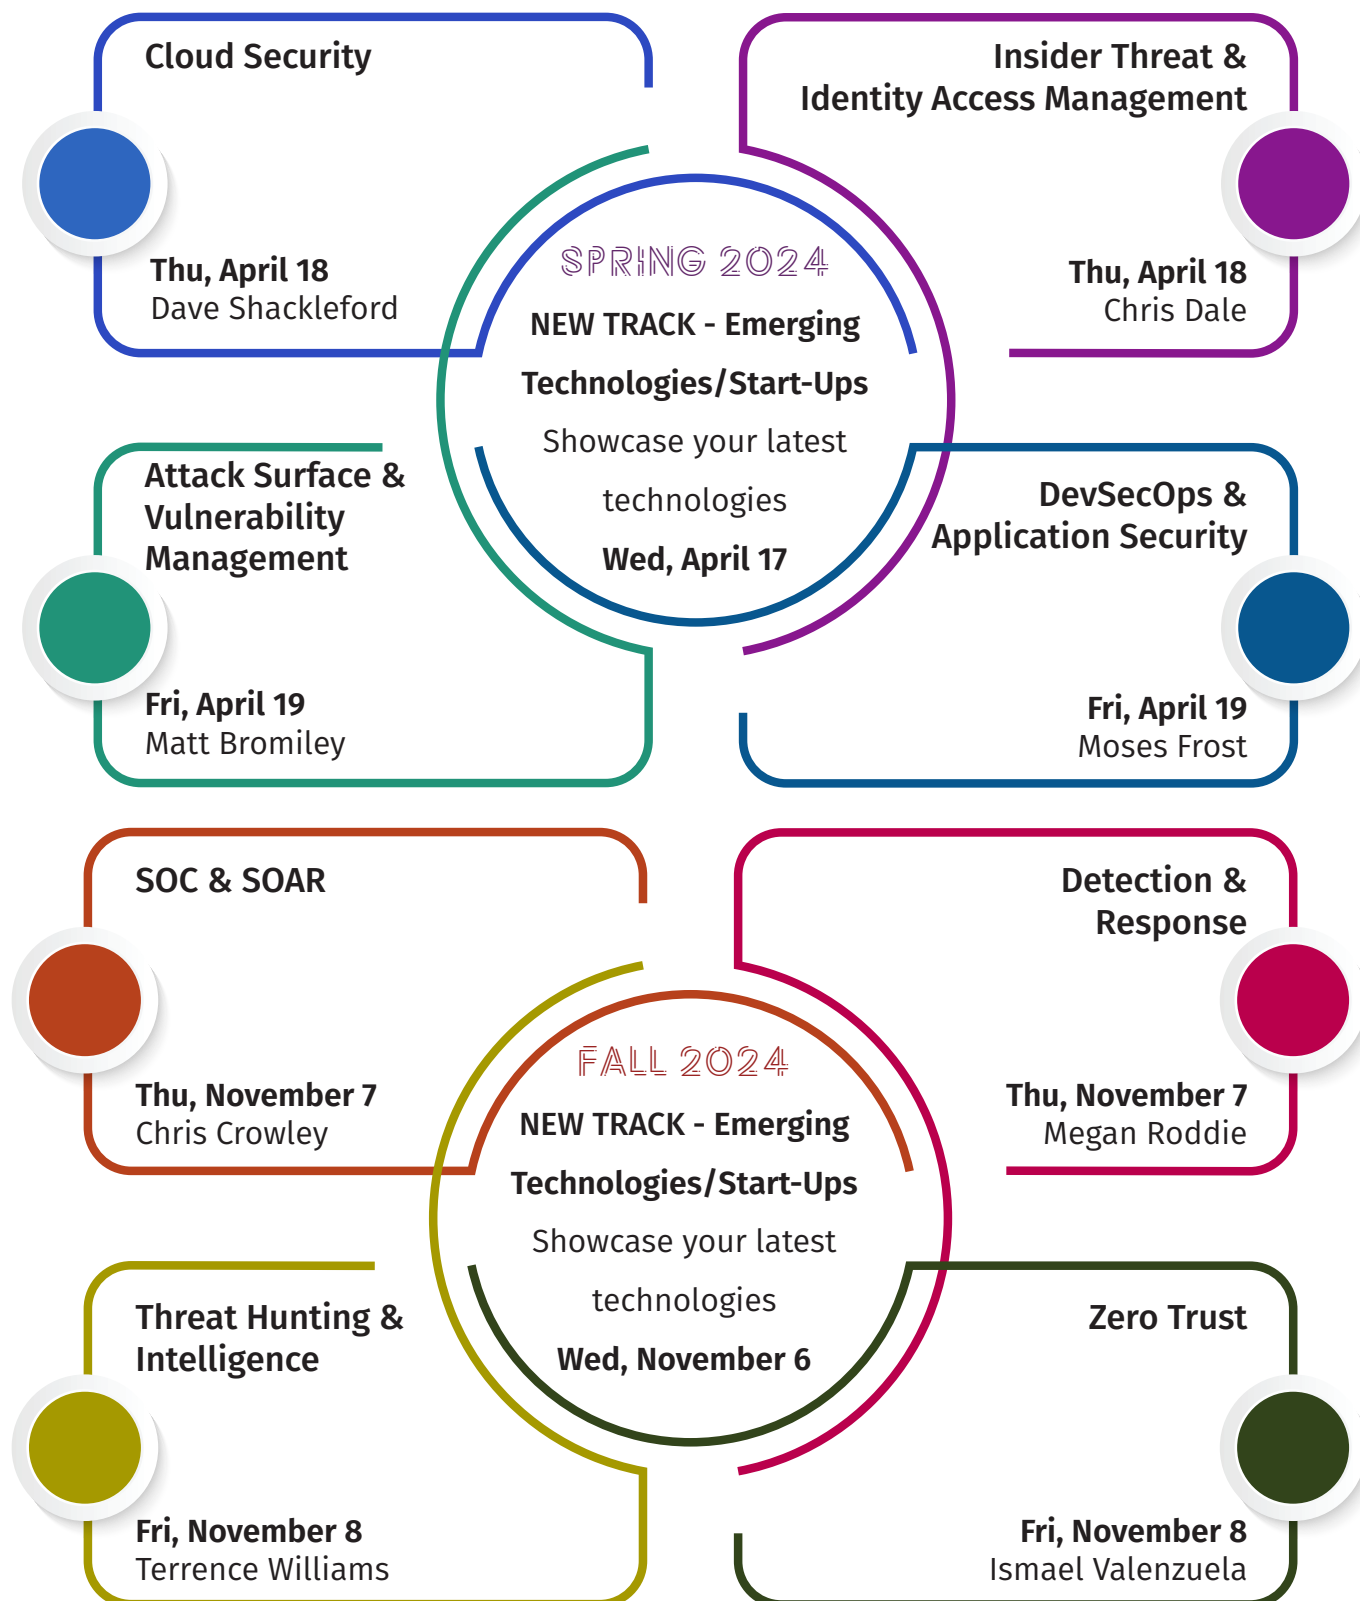 Cloud Security
Thu, April 18
Dave Shackleford
Insider Threat &
Identity Access Management
Thu, April 18
Chris Dale
SPRING 2024
NEW TRACK - Emerging
Technologies/Start-Ups
Showcase your latest
technologies
Wed, April 17
Attack Surface &
Vulnerability
Management
Fri, April 19
Matt Bromiley
DevSecOps &
Application Security
Fri, April 19
Moses Frost
SOC & SOAR
Thu, November 7
Chris Crowley
Detection &
Response
Thu, November 7
Megan Roddie
FALL 2024
NEW TRACK - Emerging
Technologies/Start-Ups
Showcase your latest
technologies
Wed, November 6
Threat Hunting &
Intelligence
Fri, November 8
Terrence Williams
Zero Trust
Fri, November 8
Ismael Valenzuela